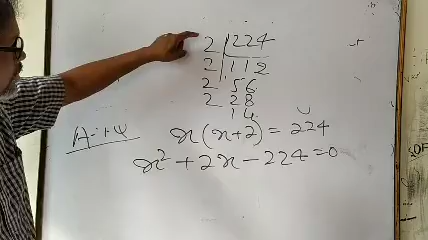 2 | 224
2 | 112
2 56
2 28
14
A:14
x(x+2) = 224
x² + 2x - 224 = 0